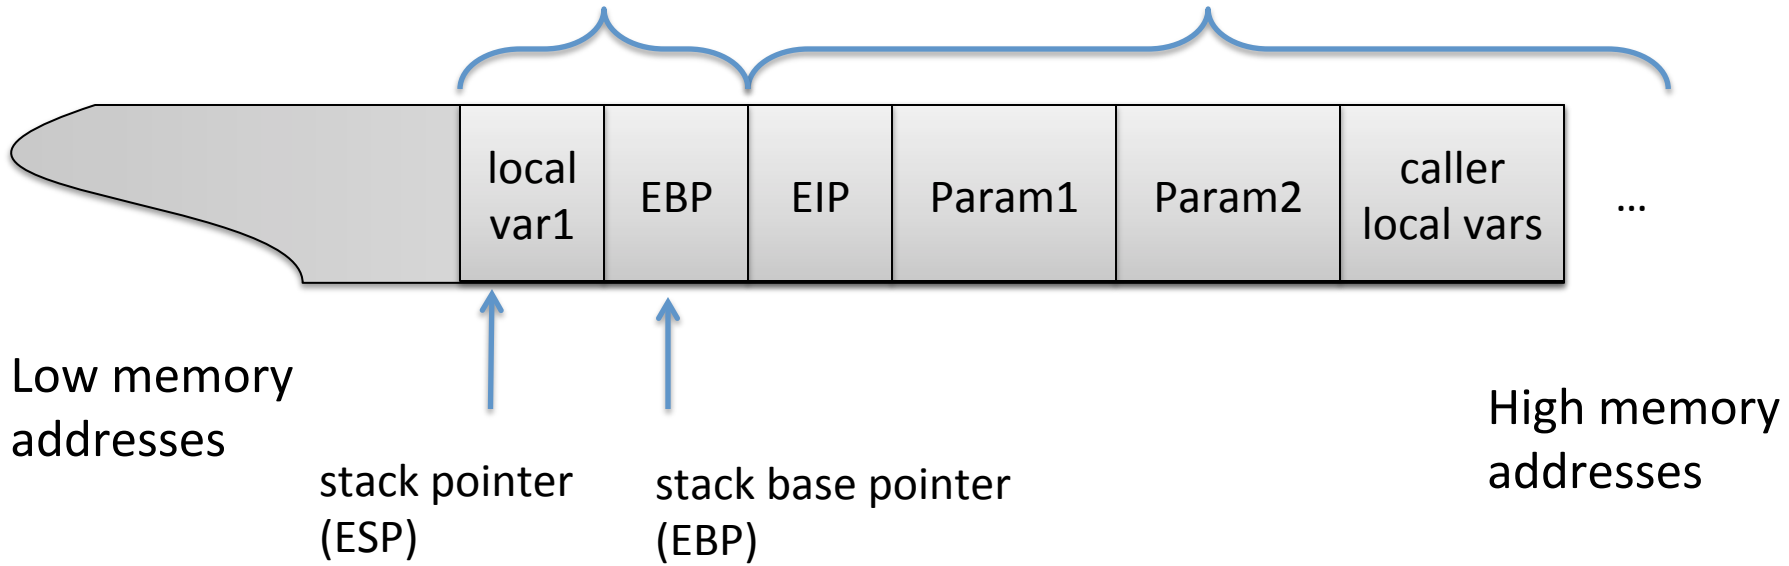 local
var1
EBP
EIP
Param1
Param2
caller
local vars
...
Low memory
addresses
High memory
addresses
stack pointer
(ESP)
stack base pointer
(EBP)